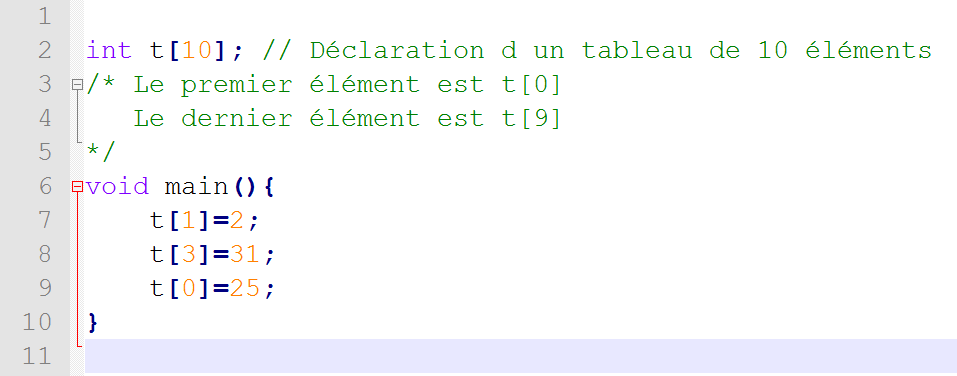 1
2 int t[10]; // Déclaration d un tableau de 10 éléments
3 /* Le premier élément est t[0]
4 Le dernier élément est t[9]
5 */
6 void main(){
7 t[1]=2;
8 t[3]=31;
9 t[0]=25;
10 }
11